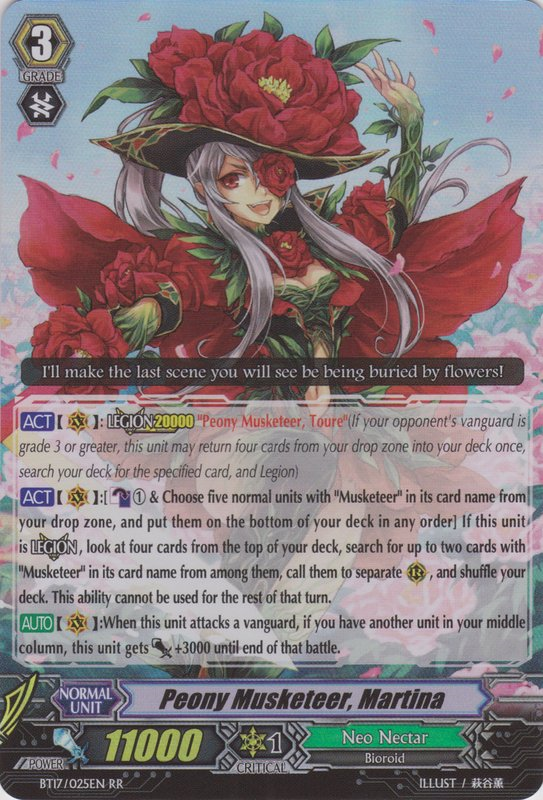 3
GRADE
I'll make the last scene you will see be being buried by flowers!
ACT【 】: LEGION 20000 "Peony Musketeer, Toure"(If your opponent's vanguard is
grade 3 or greater, this unit may return four cards from your drop zone into your deck once,
search your deck for the specified card, and Legion)
ACT【 】:[ ① & Choose five normal units with "Musketeer" in its card name from
your drop zone, and put them on the bottom of your deck in any order] If this unit
is LEGION, look at four cards from the top of your deck, search for up to two cards with
"Musketeer" in its card name from among them, call them to separate R, and shuffle your
deck. This ability cannot be used for the rest of that turn.
AUTO【 】:When this unit attacks a vanguard, if you have another unit in your middle
column, this unit gets +3000 until end of that battle.
NORMAL
UNIT
Peony Musketeer, Martina
POWER
11000
1
CRITICAL
Neo Nectar
Bioroid
BT17/025EN RR
ILLUST / 萩谷薫